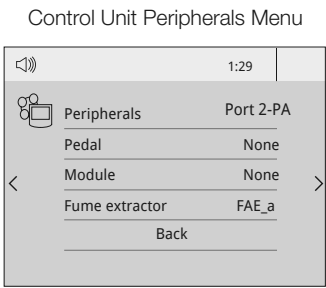 Control Unit Peripherals Menu
1:29
Peripherals Port 2-PA
Pedal None
Module None
Fume extractor FAE_a
Back